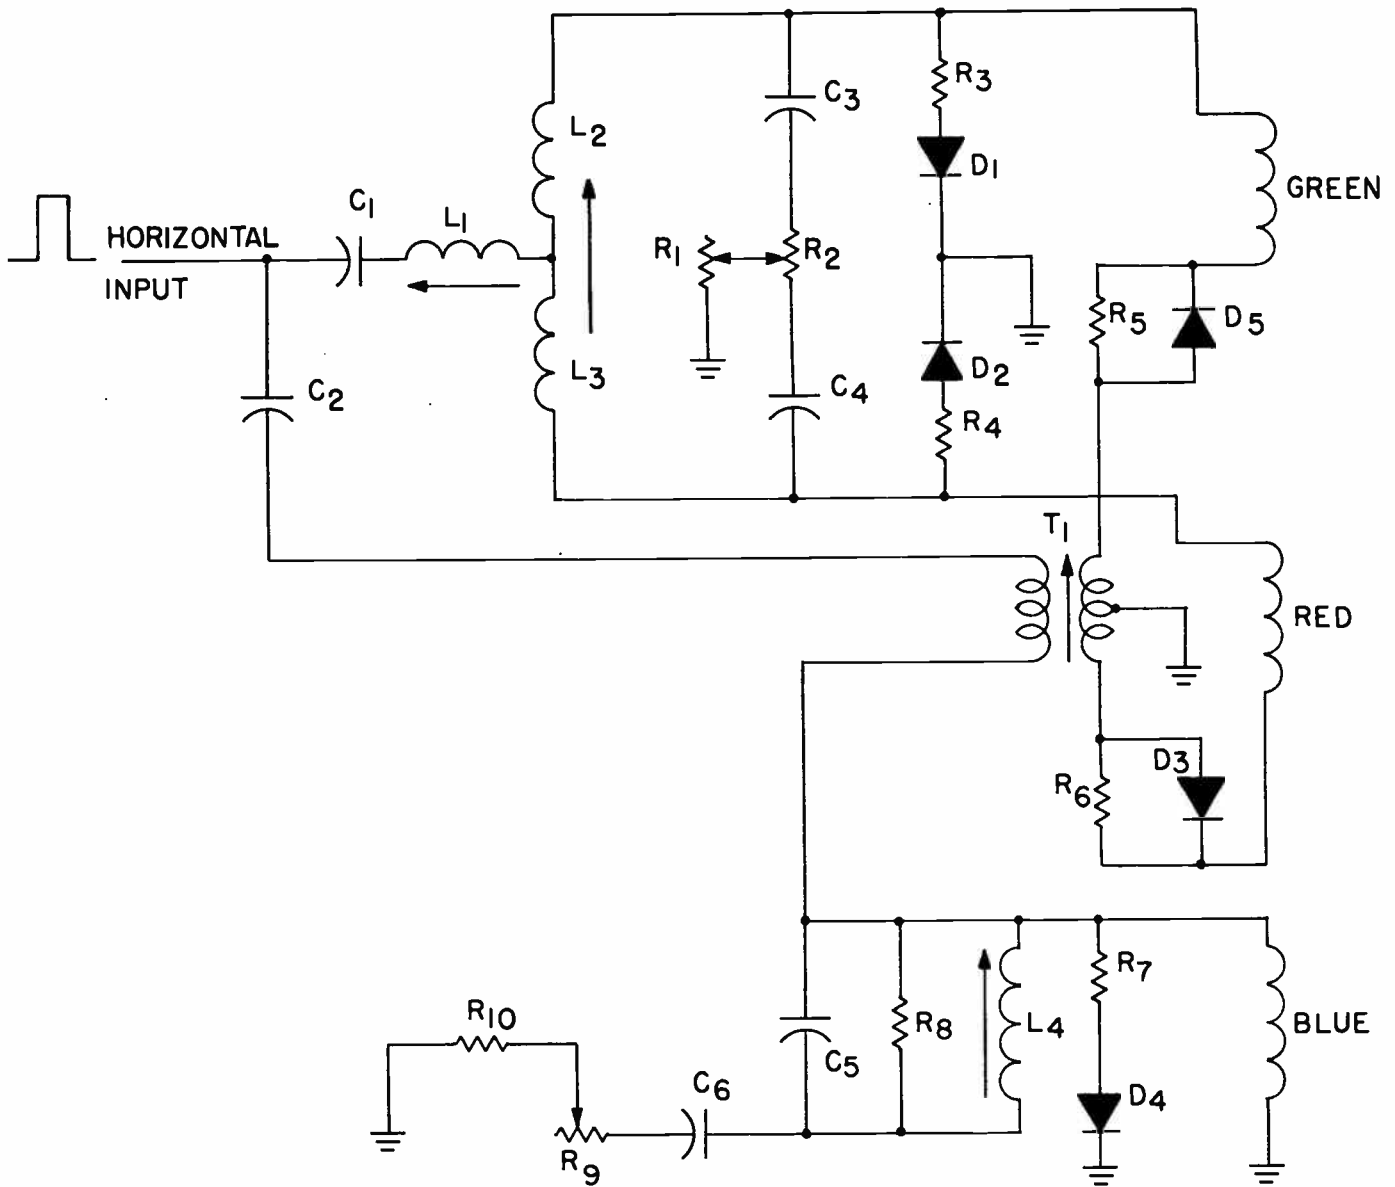 L2
C3
R3
D1
GREEN
C1
L1
HORIZONTAL
INPUT
R1
R2
R5
D5
L3
C2
C4
D2
R4
T1
RED
D3
R6
R7
R8
L4
BLUE
R10
C5
C6
D4
R9